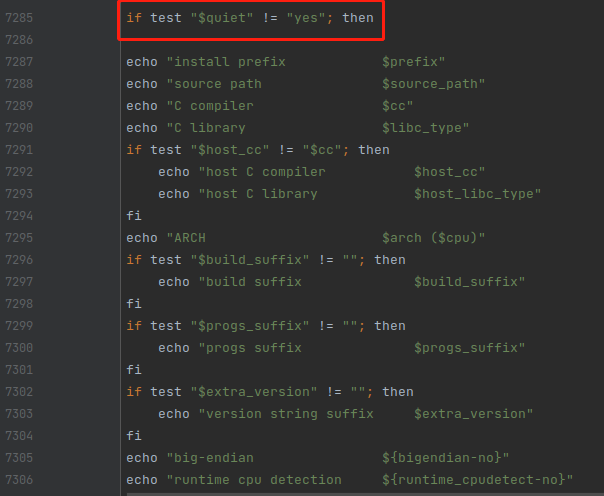 7285 if test "$quiet" != "yes"; then
7286
7287 echo "install prefix            $prefix"
7288 echo "source path               $source_path"
7289 echo "C compiler                $cc"
7290 echo "C library                 $libc_type"
7291 if test "$host_cc" != "$cc"; then
7292     echo "host C compiler           $host_cc"
7293     echo "host C library            $host_libc_type"
7294 fi
7295 echo "ARCH                      $arch ($cpu)"
7296 if test "$build_suffix" != ""; then
7297     echo "build suffix              $build_suffix"
7298 fi
7299 if test "$progs_suffix" != ""; then
7300     echo "progs suffix              $progs_suffix"
7301 fi
7302 if test "$extra_version" != ""; then
7303     echo "version string suffix     $extra_version"
7304 fi
7305 echo "big-endian                ${bigendian-no}"
7306 echo "runtime cpu detection     ${runtime_cpudetect-no}"